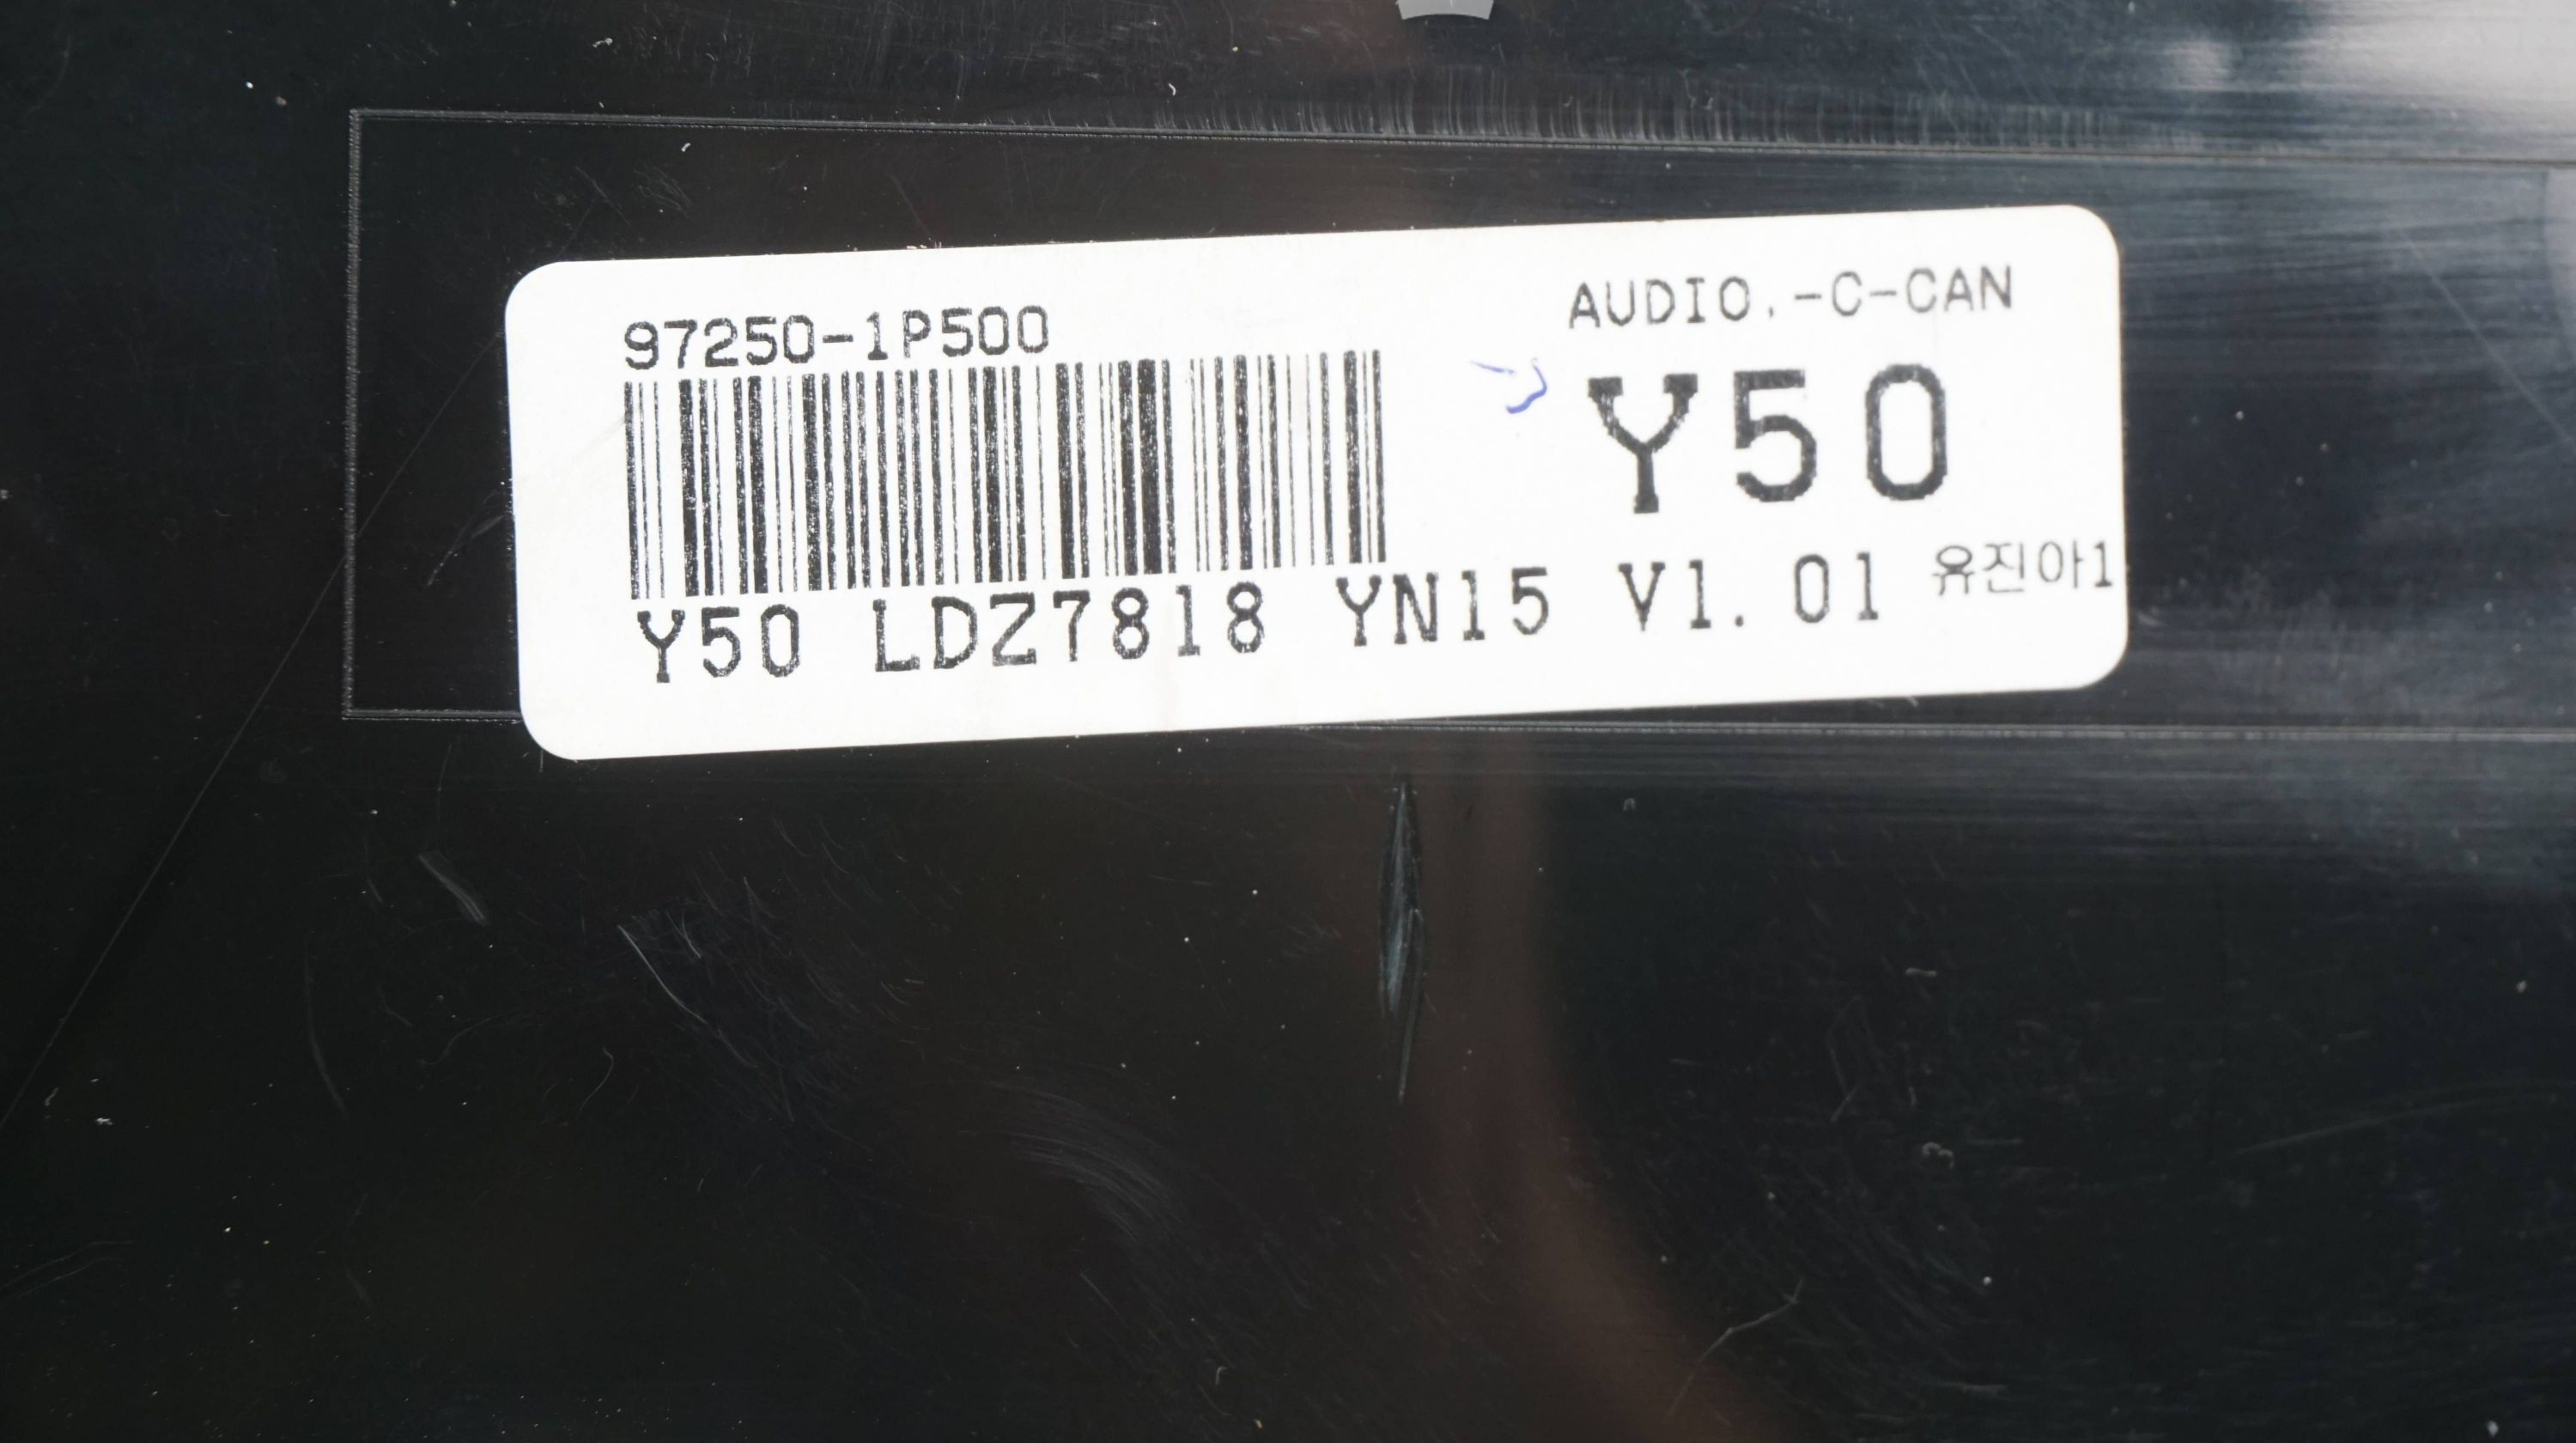 97250-1P500
AUDIO.-C-CAN
Y50
Y50 LDZ7818 YN15 V1.01 유진아1